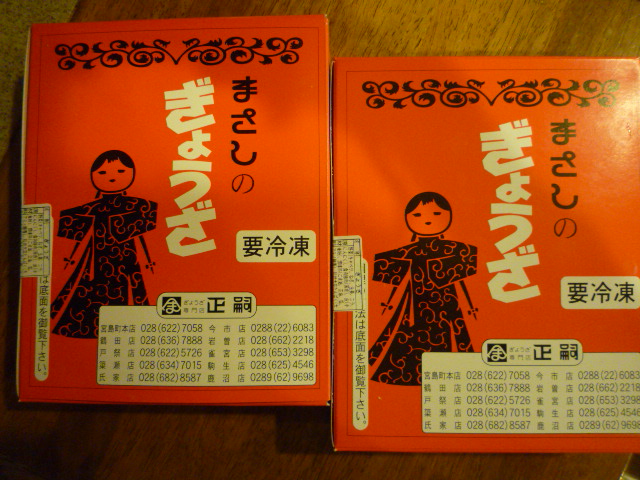 まさしの
ぎょうざ
要冷凍
ぎょうざ
専門店
正嗣
宮島町本店 028(622)7058 今市店 0288(22)6083
鶴田店 028(636)7888 岩曽店 028(662)2218
戸祭店 028(622)5726 雀宮店 028(653)3298
簗瀬店 028(634)7015 駒生店 028(625)4546
氏家店 028(682)8587 鹿沼店 0289(62)9698
は底面を御覧下さい。
まさしの
ぎょうざ
要冷凍
ぎょうざ
専門店
正嗣
宮島町本店 028(622)7058 今市店 0288(22)6083
鶴田店 028(636)7888 岩曽店 028(662)2218
戸祭店 028(622)5726 雀宮店 028(653)3298
簗瀬店 028(634)7015 駒生店 028(625)4546
氏家店 028(682)8587 鹿沼店 0289(62)9698
法は底面を御覧下さい。